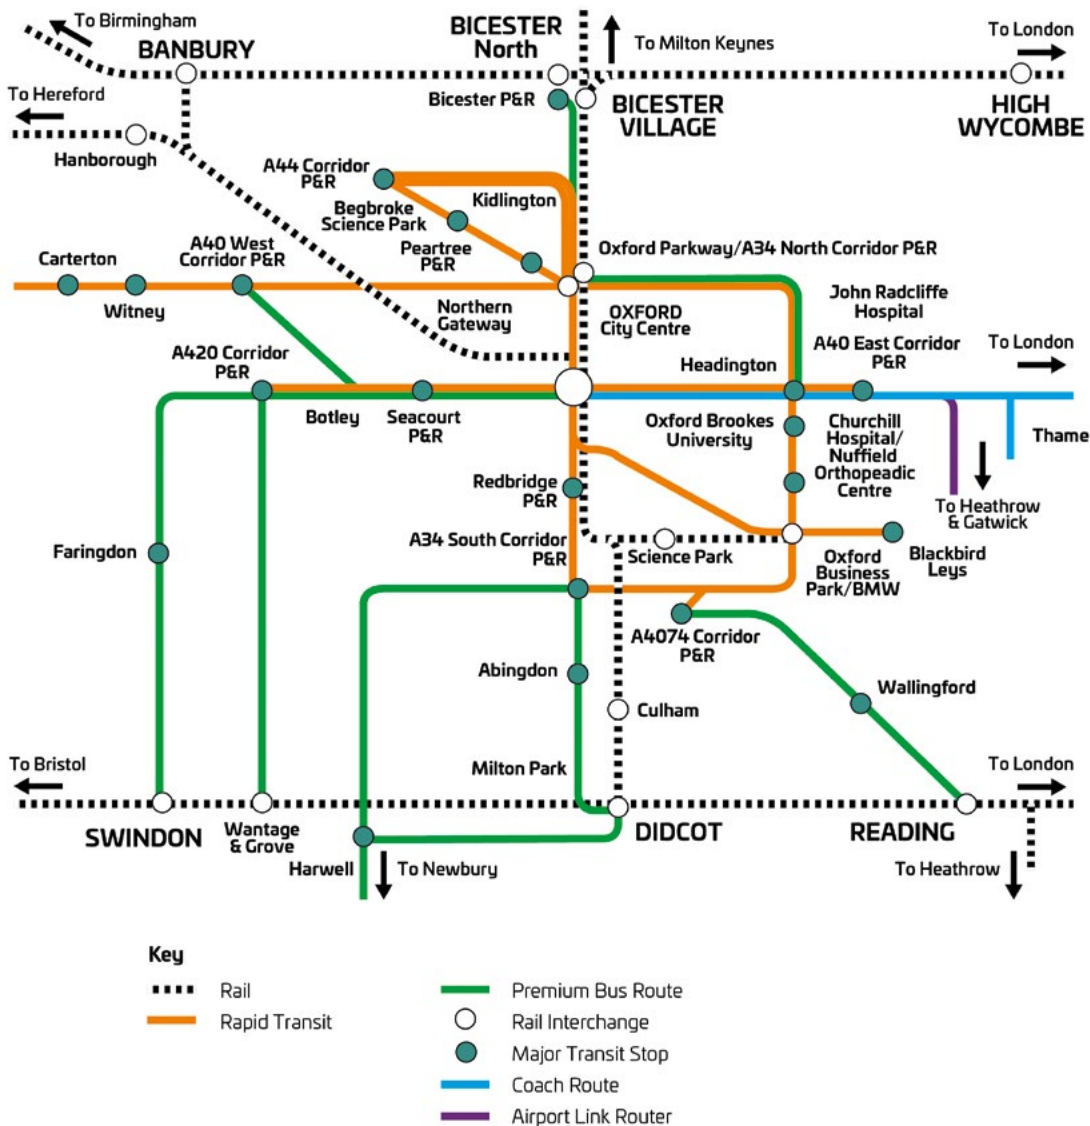 To Birmingham
BANBURY
BICESTER
North
To Milton Keynes
To London
Bicester P&R
BICESTER
VILLAGE
HIGH
WYCOMBE
To Hereford
Hanborough
A44 Corridor
P&R
Kidlington
Begbroke
Science Park
Peartree
P&R
Oxford Parkway/A34 North Corridor P&R
Carterton
A40 West
Corridor P&R
Witney
Northern
Gateway
OXFORD
City Centre
John Radcliffe
Hospital
A40 East Corridor
P&R
To London
A420 Corridor
P&R
Headington
Botley
Seacourt
P&R
Oxford Brookes
University
Churchill
Hospital/
Nuffield
Orthopeadic
Centre
Thame
Redbridge
P&R
To Heathrow
& Gatwick
A34 South Corridor
P&R
Science Park
Oxford
Business
Park/BMW
Blackbird
Leys
Faringdon
A4074 Corridor
P&R
Abingdon
Culham
Wallingford
To Bristol
Milton Park
To London
SWINDON
Wantage
& Grove
DIDCOT
READING
Harwell
To Newbury
To Heathrow
Key
Rail
Rapid Transit
Premium Bus Route
Rail Interchange
Major Transit Stop
Coach Route
Airport Link Router